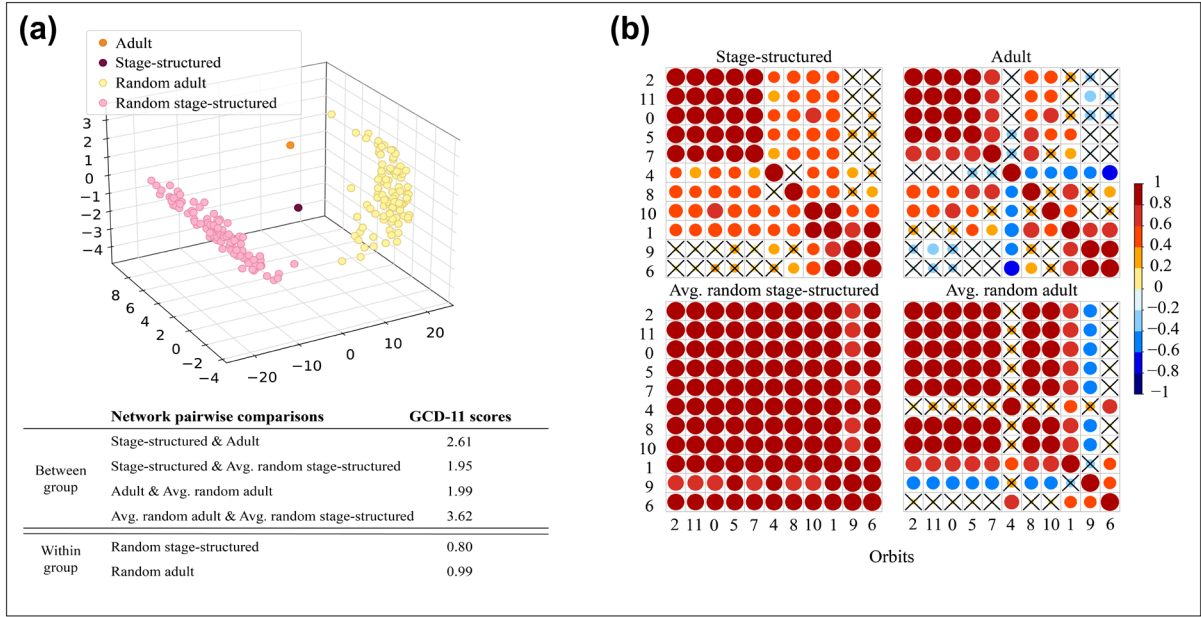 (a)
Adult
Stage-structured
Random adult
Random stage-structured
3
2
1
0
−1
−2
−3
−4
8
6
4
2
0
−2
−4
−20
−10
0
10
20
Network pairwise comparisons GCD-11 scores
Between group
Stage-structured & Adult 2.61
Stage-structured & Avg. random stage-structured 1.95
Adult & Avg. random adult 1.99
Avg. random adult & Avg. random stage-structured 3.62
Within group
Random stage-structured 0.80
Random adult 0.99
(b)
Stage-structured
Adult
2
11
0
5
7
4
8
10
1
9
6
Avg. random stage-structured
Avg. random adult
2
11
0
5
7
4
8
10
1
9
6
2 11 0 5 7 4 8 10 1 9 6
2 11 0 5 7 4 8 10 1 9 6
Orbits
1
0.8
0.6
0.4
0.2
0
−0.2
−0.4
−0.6
−0.8
−1